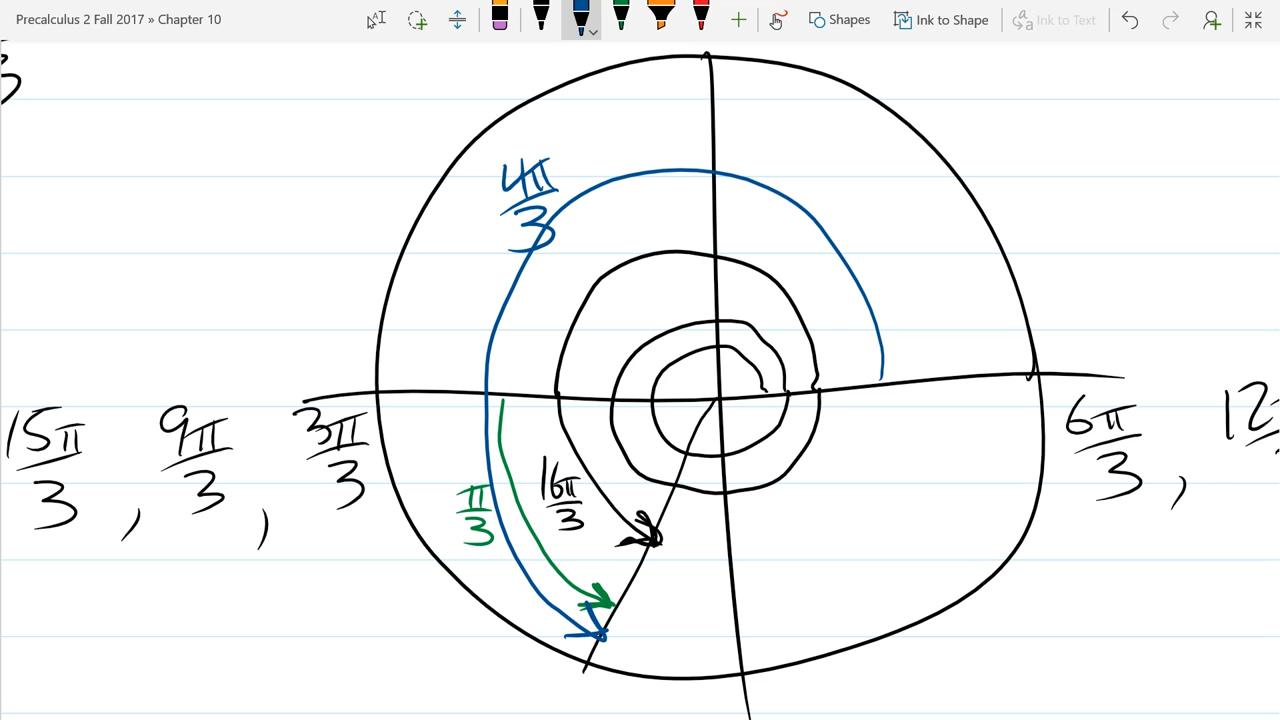 Precalculus 2 Fall 2017 » Chapter 10
Shapes
Ink to Shape
Ink to Text
3
4π/3
15π/3, 9π/3, 3π/3
6π/3, 12
π/3
16π/3